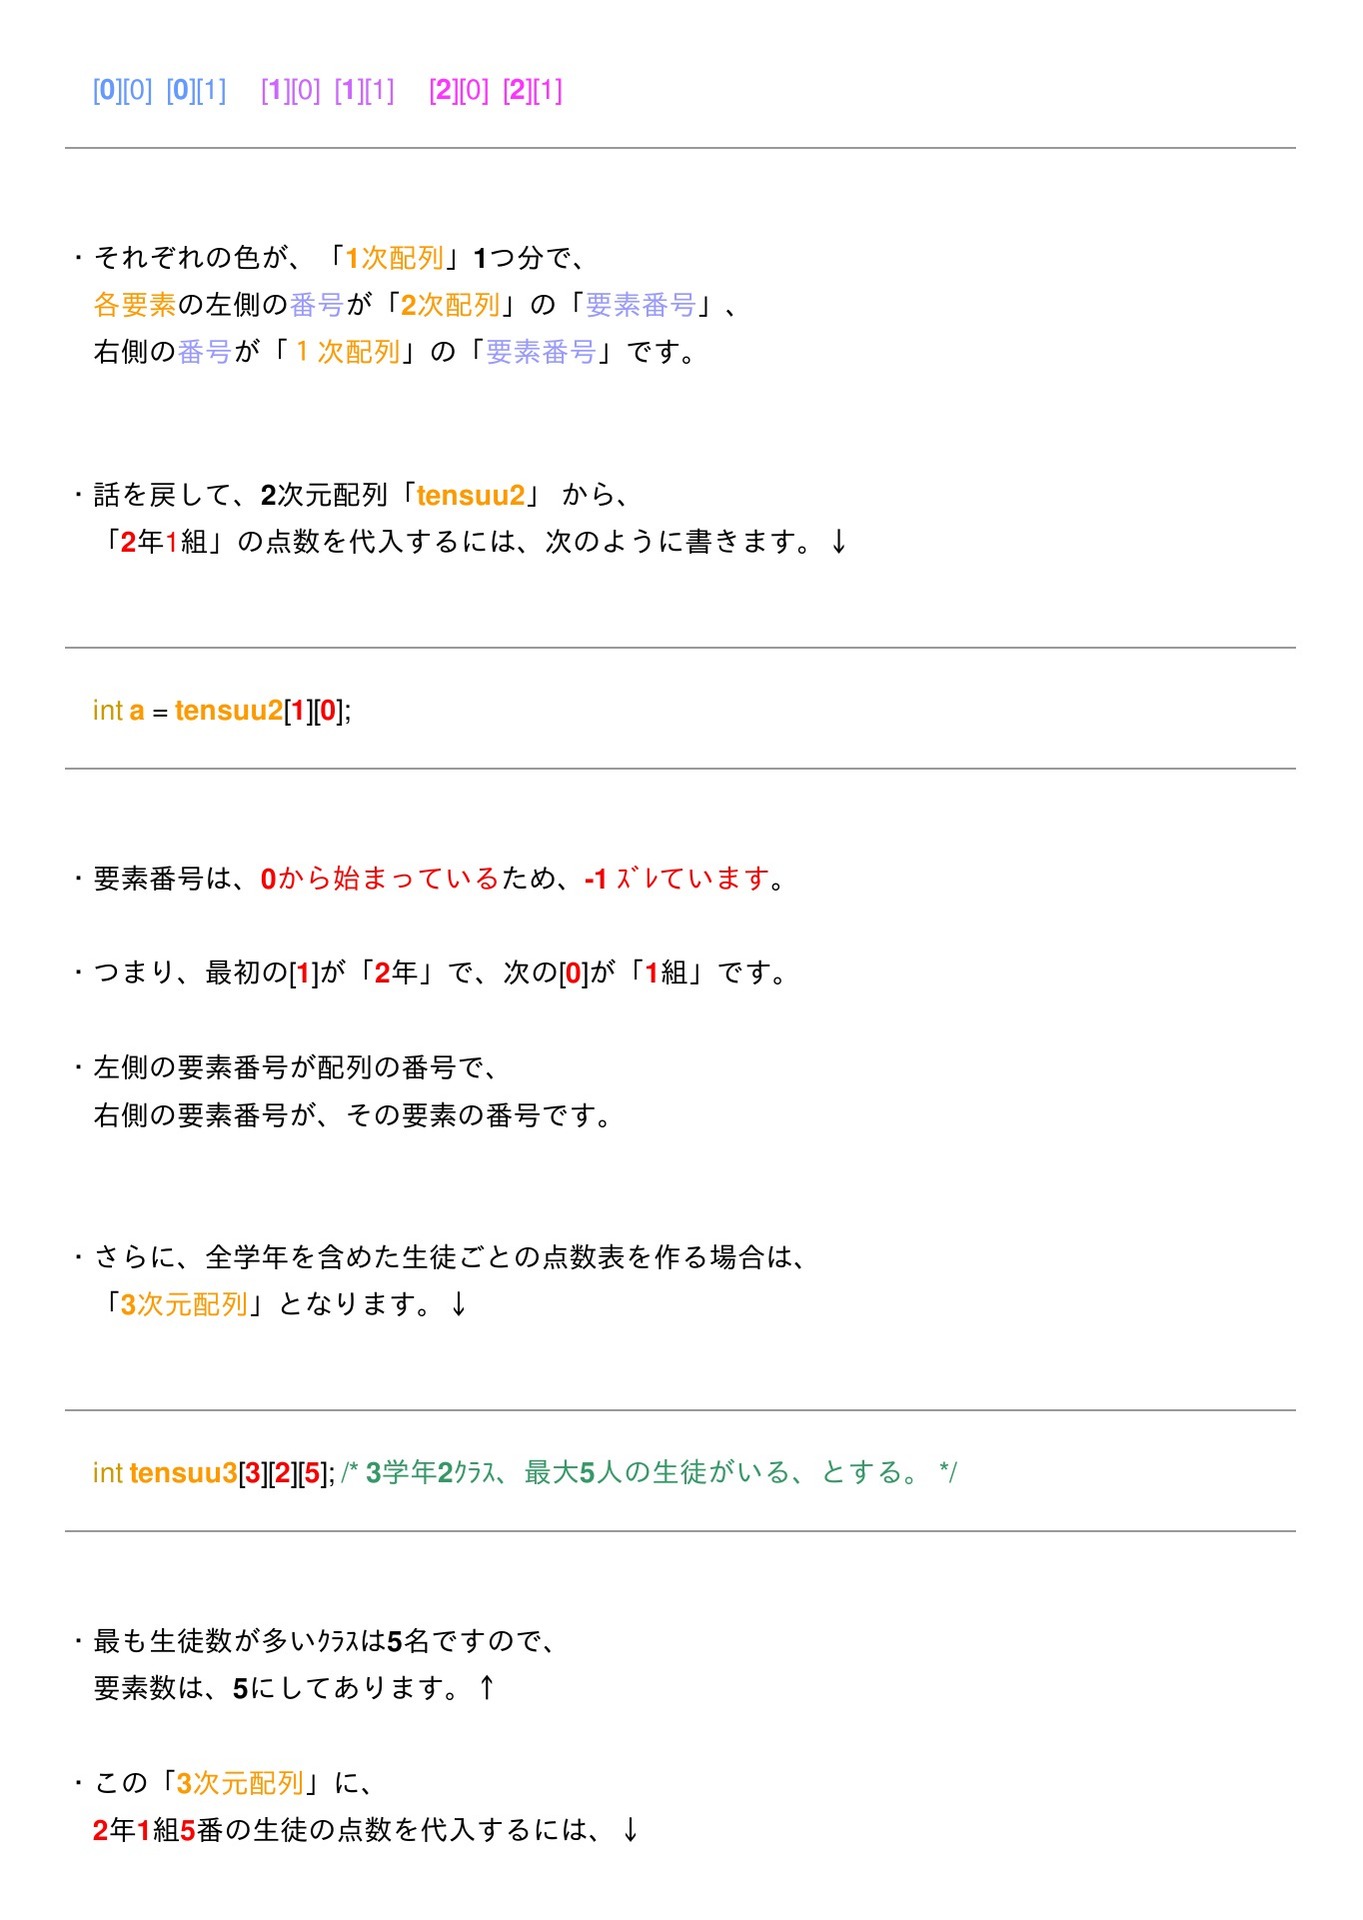 [0][0] [0][1] [1][0] [1][1] [2][0] [2][1]
・それぞれの色が、「1次配列」1つ分で、
各要素の左側の番号が「2次配列」の「要素番号」、
右側の番号が「１次配列」の「要素番号」です。
・話を戻して、2次元配列「tensuu2」 から、
「2年1組」の点数を代入するには、次のように書きます。↓
int a = tensuu2[1][0];
・要素番号は、0から始まっているため、-1 ｽﾞﾚています。
・つまり、最初の[1]が「2年」で、次の[0]が「1組」です。
・左側の要素番号が配列の番号で、
右側の要素番号が、その要素の番号です。
・さらに、全学年を含めた生徒ごとの点数表を作る場合は、
「3次元配列」となります。↓
int tensuu3[3][2][5]; /* 3学年2ｸﾗｽ、最大5人の生徒がいる、とする。 */
・最も生徒数が多いｸﾗｽは5名ですので、
要素数は、5にしてあります。↑
・この「3次元配列」に、
2年1組5番の生徒の点数を代入するには、↓